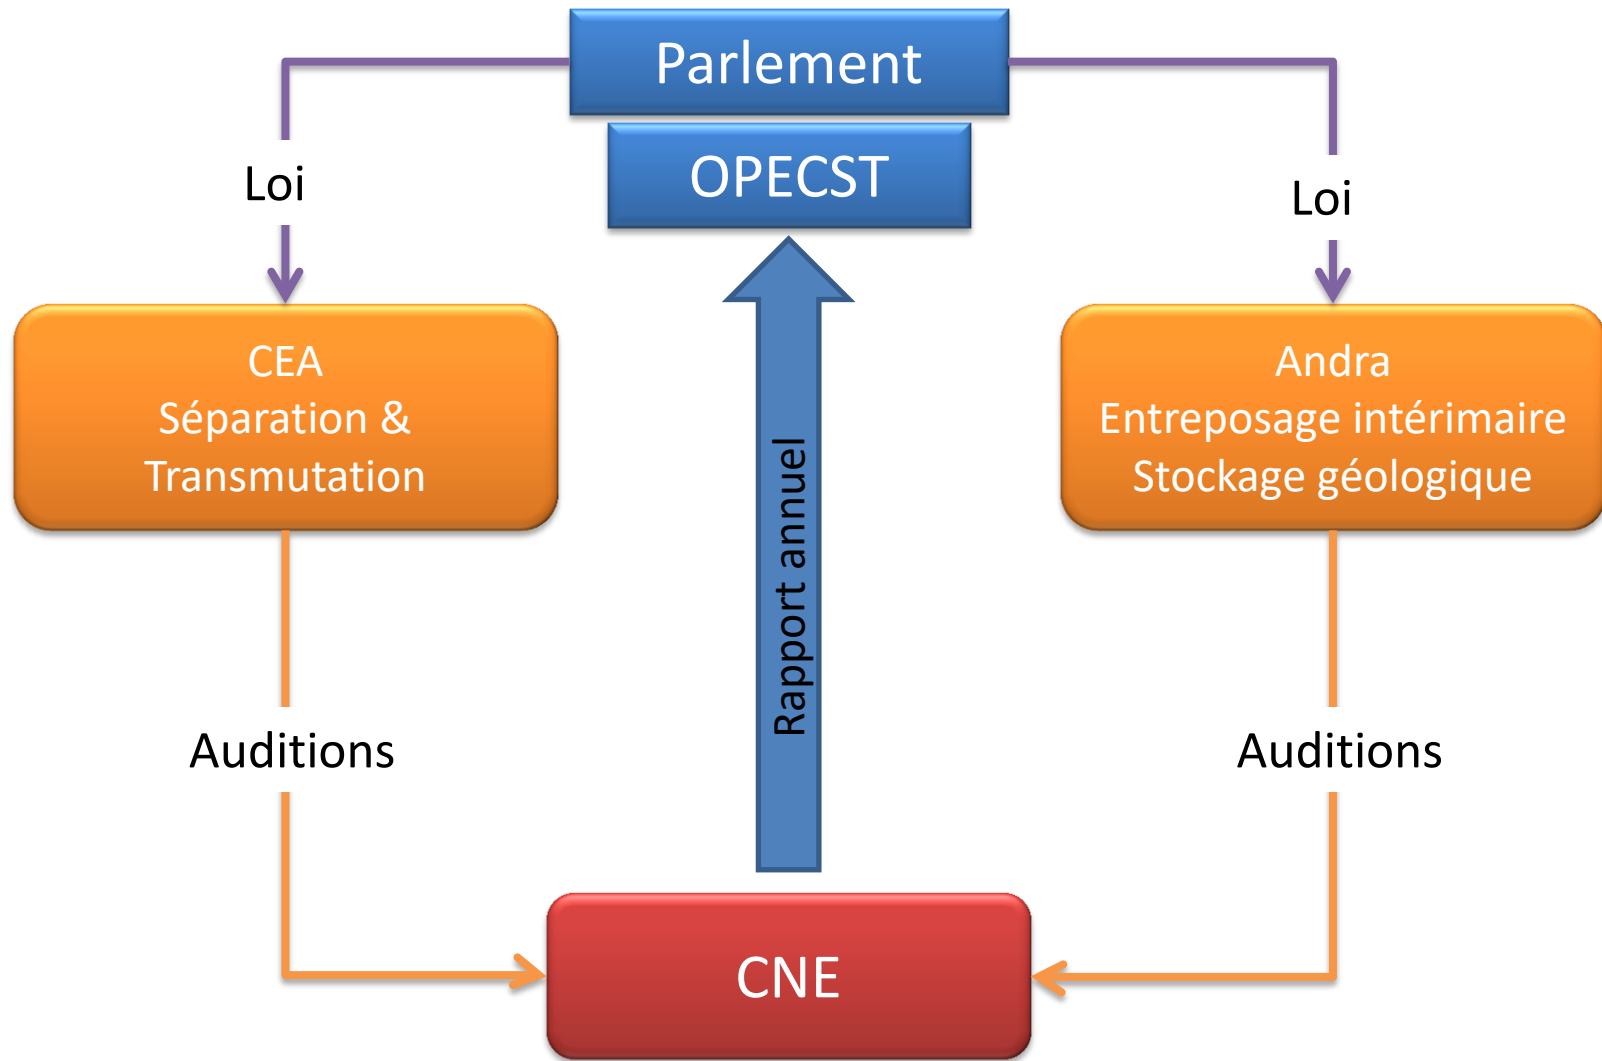 Parlement
OPECST
Loi
Loi
CEA
Séparation &
Transmutation
Andra
Entreposage intérimaire
Stockage géologique
Rapport annuel
Auditions
Auditions
CNE